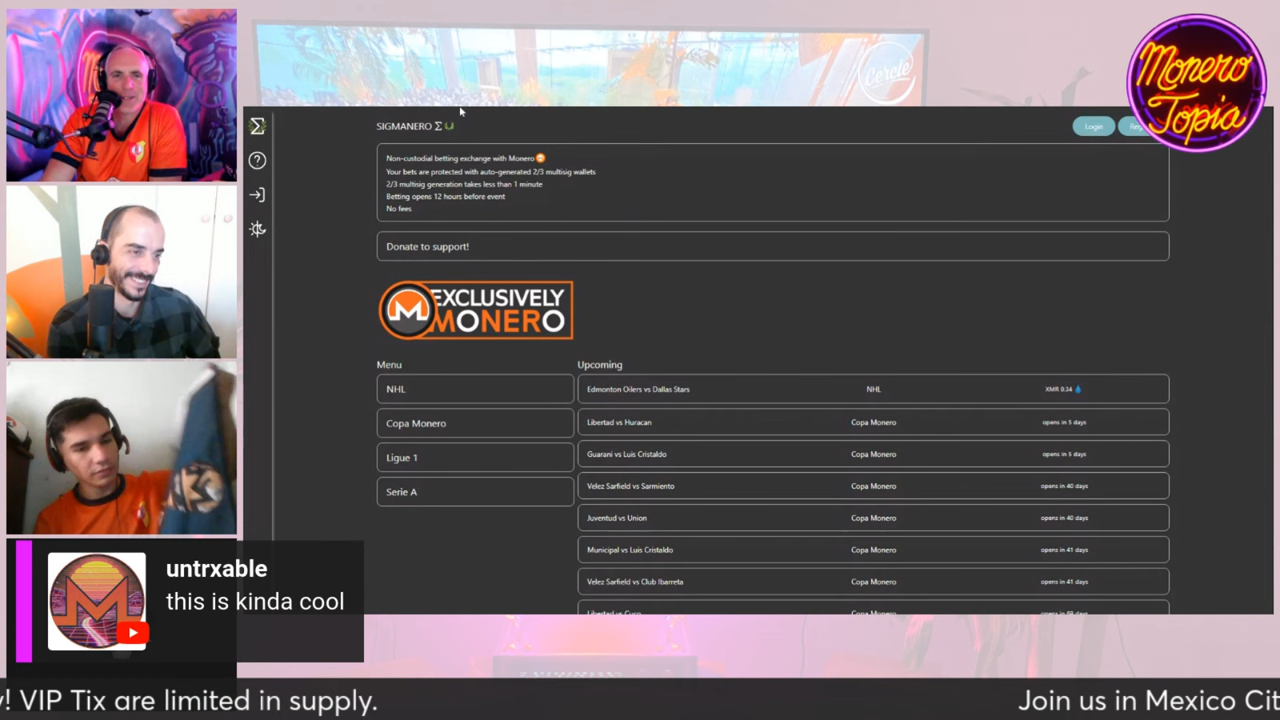 Cercle
Monero
Topia
SIGMANERO Σ
Login
Non-custodial betting exchange with Monero
Your bets are protected with auto-generated 2/3 multisig wallets
2/3 multisig generation takes less than 1 minute
Betting opens 12 hours before event
No fees
Donate to support!
EXCLUSIVELY
MONERO
Menu
NHL
Copa Monero
Ligue 1
Serie A
Upcoming
Edmonton Oilers vs Dallas Stars NHL XMR 0.34
Libertad vs Huracan Copa Monero opens in 5 days
Guarani vs Luis Cristaldo Copa Monero opens in 5 days
Velez Sarfield vs Sarmiento Copa Monero opens in 40 days
Juventud vs Union Copa Monero opens in 40 days
Municipal vs Luis Cristaldo Copa Monero opens in 41 days
Velez Sarfield vs Club Ibarreta Copa Monero opens in 41 days
untrxable
this is kinda cool
y! VIP Tix are limited in supply.
Join us in Mexico Cit